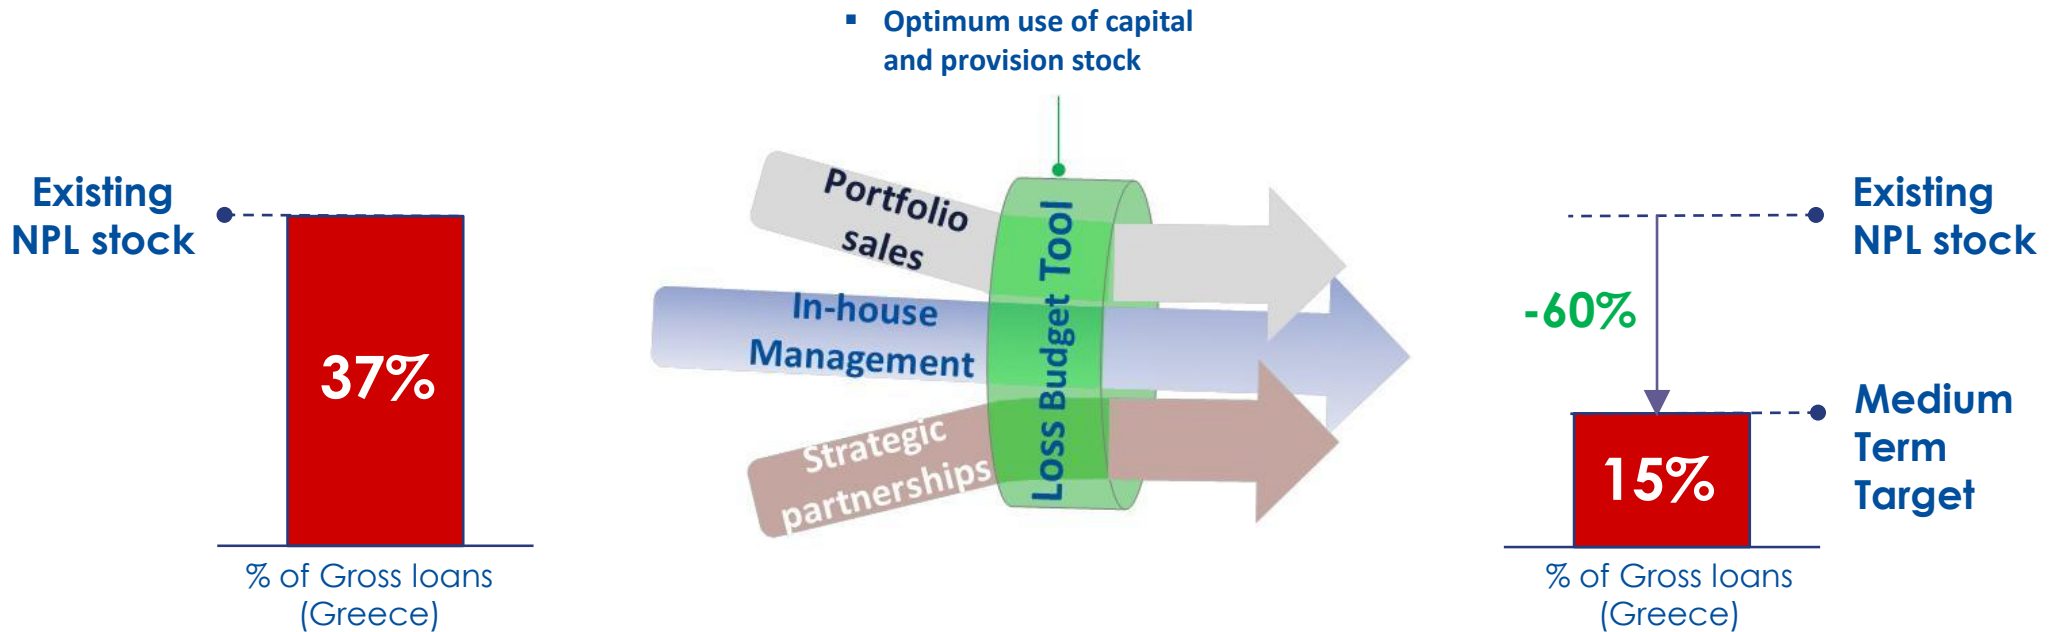 ▪ Optimum use of capital
and provision stock
Existing
NPL stock
37%
% of Gross loans
(Greece)
Portfolio
sales
In-house
Management
Strategic
partnerships
Loss Budget Tool
Existing
NPL stock
-60%
Medium
Term
Target
15%
% of Gross loans
(Greece)